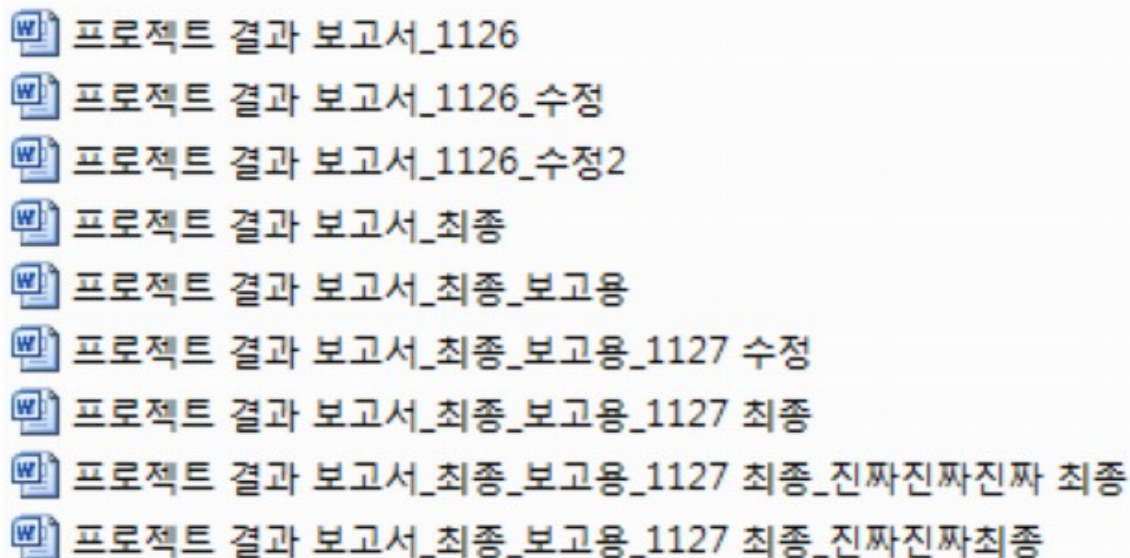 프로젝트 결과 보고서_1126
프로젝트 결과 보고서_1126_수정
프로젝트 결과 보고서_1126_수정2
프로젝트 결과 보고서_최종
프로젝트 결과 보고서_최종_보고용
프로젝트 결과 보고서_최종_보고용_1127 수정
프로젝트 결과 보고서_최종_보고용_1127 최종
프로젝트 결과 보고서_최종_보고용_1127 최종_진짜진짜진짜 최종
프로젝트 결과 보고서_최종_보고용_1127 최종_진짜진짜최종